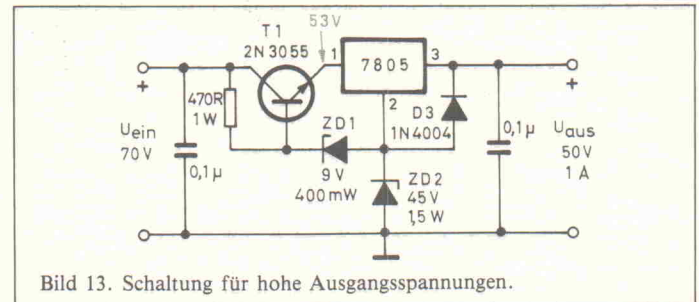 53V
T1
2N3055
1
7805
3
+
470R
1W
2
D3
1N4004
+
Uein
70V
0,1µ
ZD1
9V
400mW
ZD2
45V
1,5W
0,1µ
Uaus
50V
1A
Bild 13. Schaltung für hohe Ausgangsspannungen.